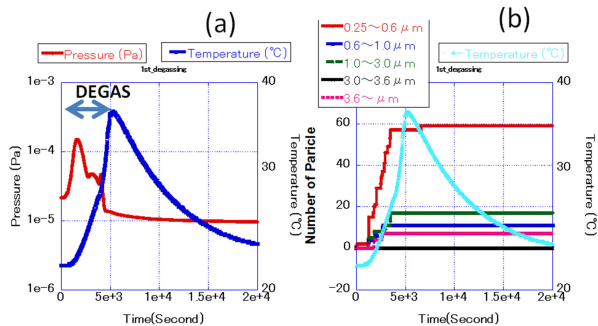 (a)
Pressure (Pa)
Temperature (℃)
1st_degassing
DEGAS
1e-3
1e-4
1e-5
1e-6
Pressure (Pa)
40
30
20
Temperature (℃)
0
5e+3
1e+4
1.5e+4
2e+4
Time(Second)
(b)
0.25～0.6 μm
0.6～1.0 μm
1.0～3.0 μm
3.0～3.6 μm
3.6～ μm
←Temperature (℃)
1st_degassing
60
40
20
0
−20
Number of Paricle
40
30
20
Temperature (℃)
0
5e+3
1e+4
1.5e+4
2e+4
Time(Second)